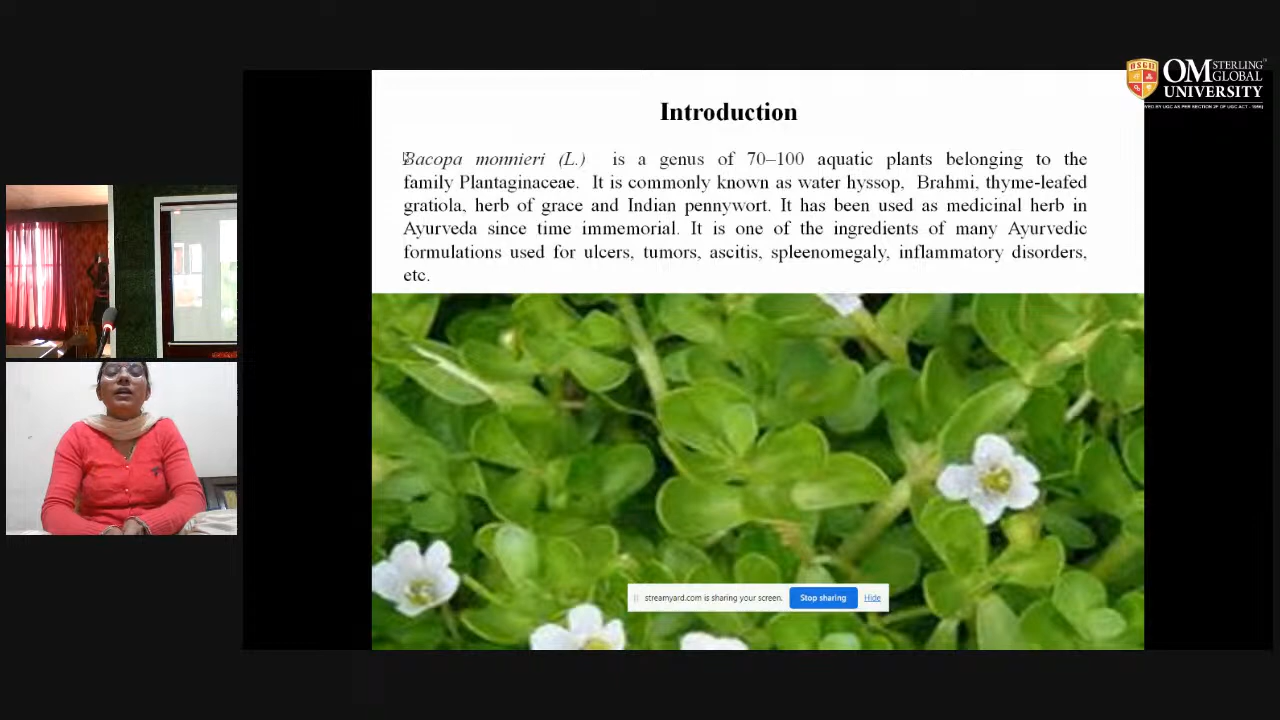 OSGU
OM STERLING GLOBAL UNIVERSITY
Introduction
Bacopa monnieri (L.) is a genus of 70–100 aquatic plants belonging to the
family Plantaginaceae. It is commonly known as water hyssop, Brahmi, thyme-leafed
gratiola, herb of grace and Indian pennywort. It has been used as medicinal herb in
Ayurveda since time immemorial. It is one of the ingredients of many Ayurvedic
formulations used for ulcers, tumors, ascitis, spleenomegaly, inflammatory disorders,
etc.
streamyard.com is sharing your screen. Stop sharing Hide